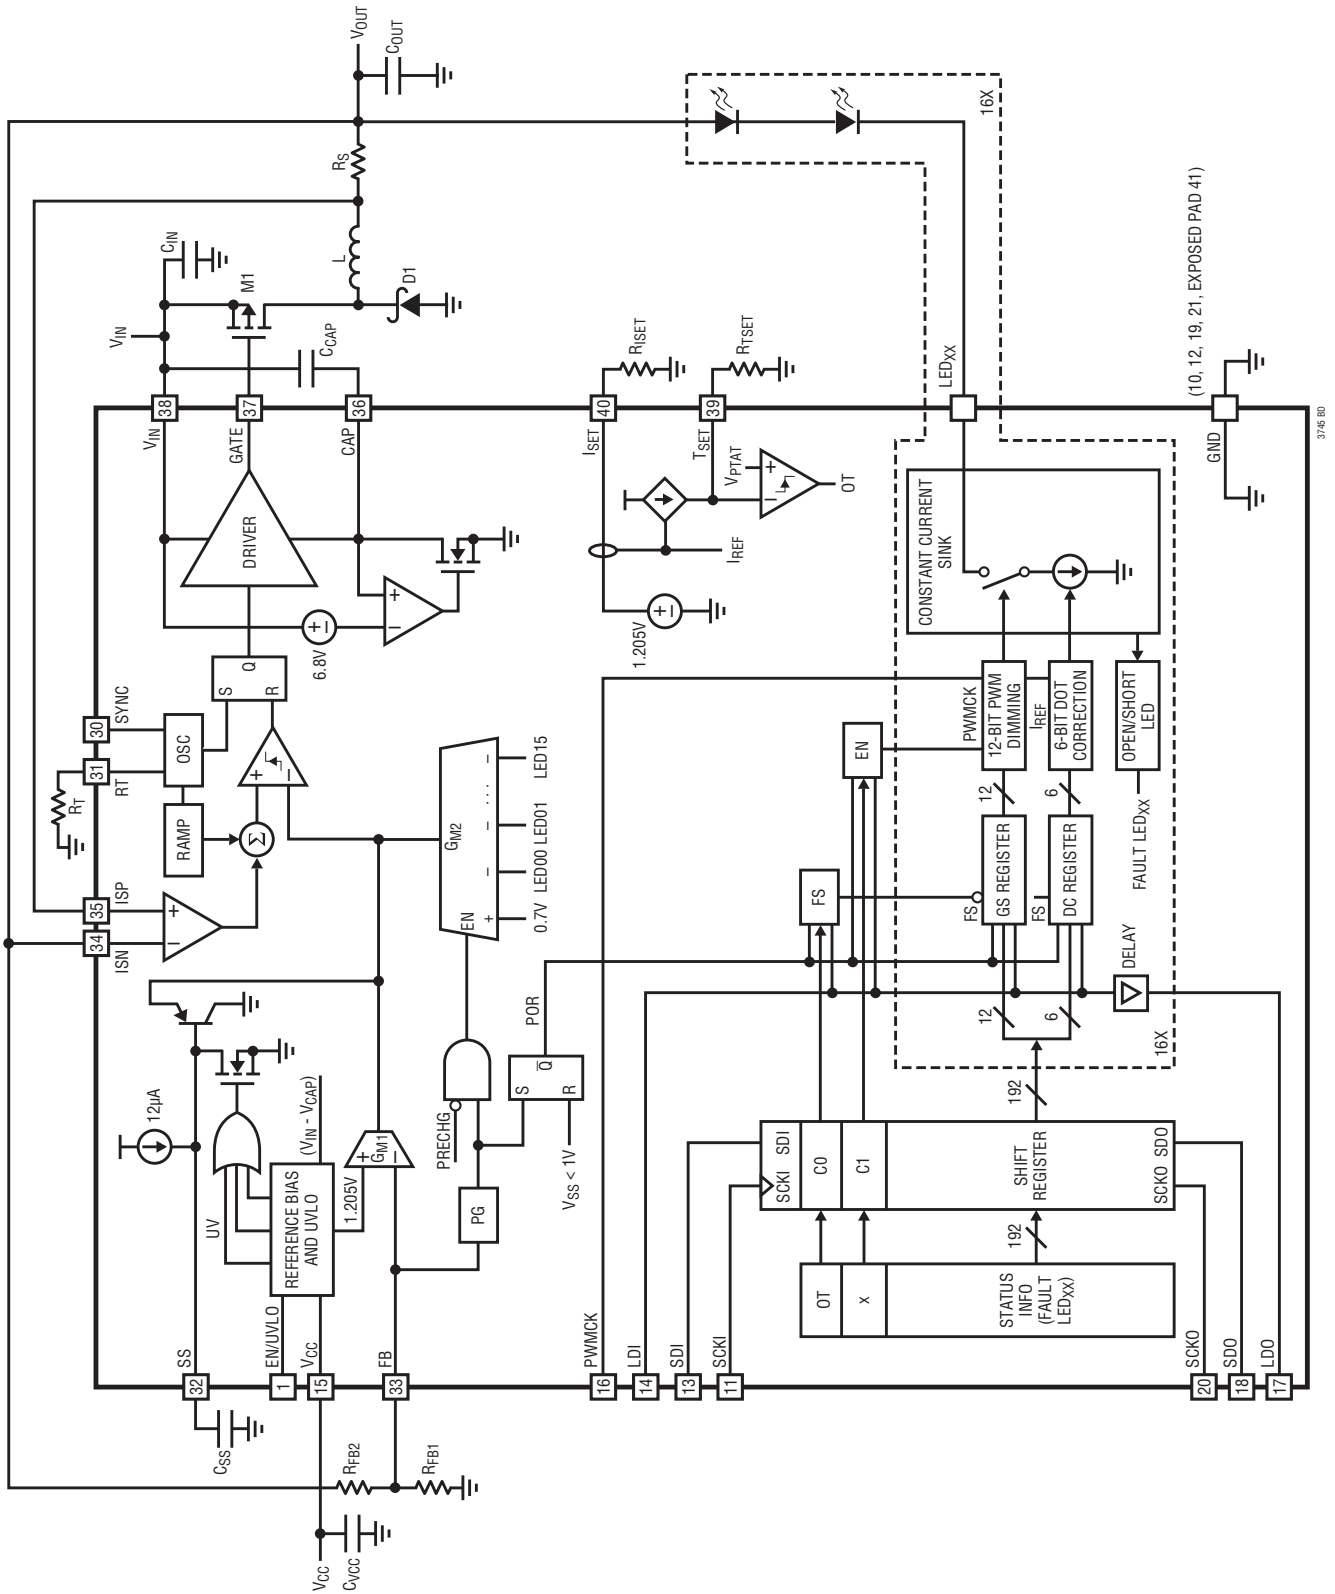 VCC
CVCC
RFB2
RFB1
CSS
32
SS
1
EN/UVLO
15
VCC
33
FB
12µA
UV
REFERENCE BIAS
AND UVLO
(VIN - VCAP)
1.205V
+
GM1
–
PG
PRECHG
VSS < 1V
S
Q̅
R
POR
34
ISN
35
ISP
–
+
RT
31
RT
30
SYNC
RAMP
OSC
Σ
+
–
S
Q
R
EN
GM2
+
–
–
...
–
0.7V
LED00
LED01
LED15
6.8V
+
–
+
–
DRIVER
VIN
38
GATE
37
CAP
36
VIN
CIN
M1
CCAP
D1
L
RS
VOUT
COUT
1.205V
+
–
IREF
ISET
40
RISET
TSET
39
RTSET
VPTAT
+
–
OT
16
PWMCK
14
LDI
13
SDI
11
SCKI
20
SCKO
18
SDO
17
LDO
OT
x
STATUS
INFO
(FAULT
LEDXX)
192
SCKI
SDI
C0
C1
SHIFT
REGISTER
SCKO
SDO
192
16X
12
6
DELAY
FS
EN
FS
GS REGISTER
FS
DC REGISTER
12
6
PWMCK
12-BIT PWM
DIMMING
IREF
6-BIT DOT
CORRECTION
OPEN/SHORT
LED
FAULT LEDXX
CONSTANT CURRENT
SINK
LEDXX
16X
GND
(10, 12, 19, 21, EXPOSED PAD 41)
3745 BD